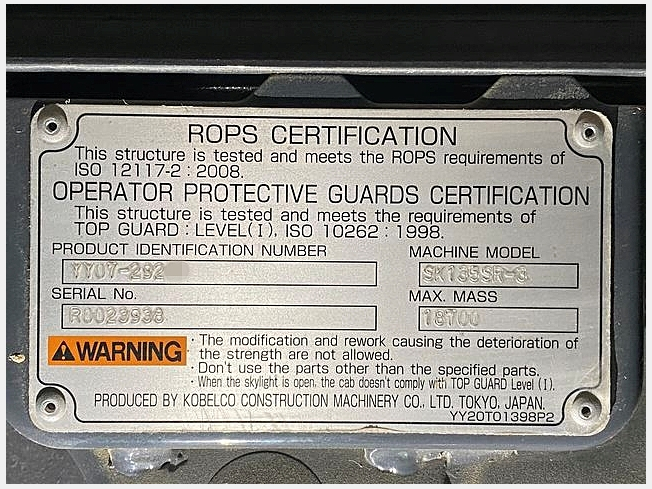 ROPS CERTIFICATION
This structure is tested and meets the ROPS requirements of
ISO 12117-2 : 2008.
OPERATOR PROTECTIVE GUARDS CERTIFICATION
This structure is tested and meets the requirements of
TOP GUARD : LEVEL(I), ISO 10262 : 1998.
PRODUCT IDENTIFICATION NUMBER
YY07-292
MACHINE MODEL
SK135SR-3
SERIAL No.
R0023938
MAX. MASS
18700
WARNING
· The modification and rework causing the deterioration of
the strength are not allowed.
· Don't use the parts other than the specified parts.
· When the skylight is open, the cab doesn't comply with TOP GUARD Level (I).
PRODUCED BY KOBELCO CONSTRUCTION MACHINERY CO., LTD. TOKYO, JAPAN.
YY20T01398P2